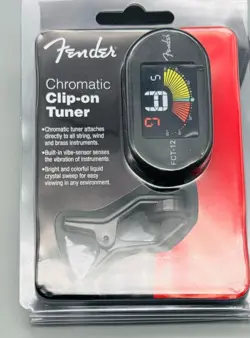 Fender
Chromatic
Clip-on
Tuner
•Chromatic tuner attaches
directly to all string, wind
and brass instruments.
•Built-in vibe-sensor senses
the vibration of instruments.
•Bright and colorful liquid
crystal sweep for easy
viewing in any environment.
Fender
5
D
FCT-12